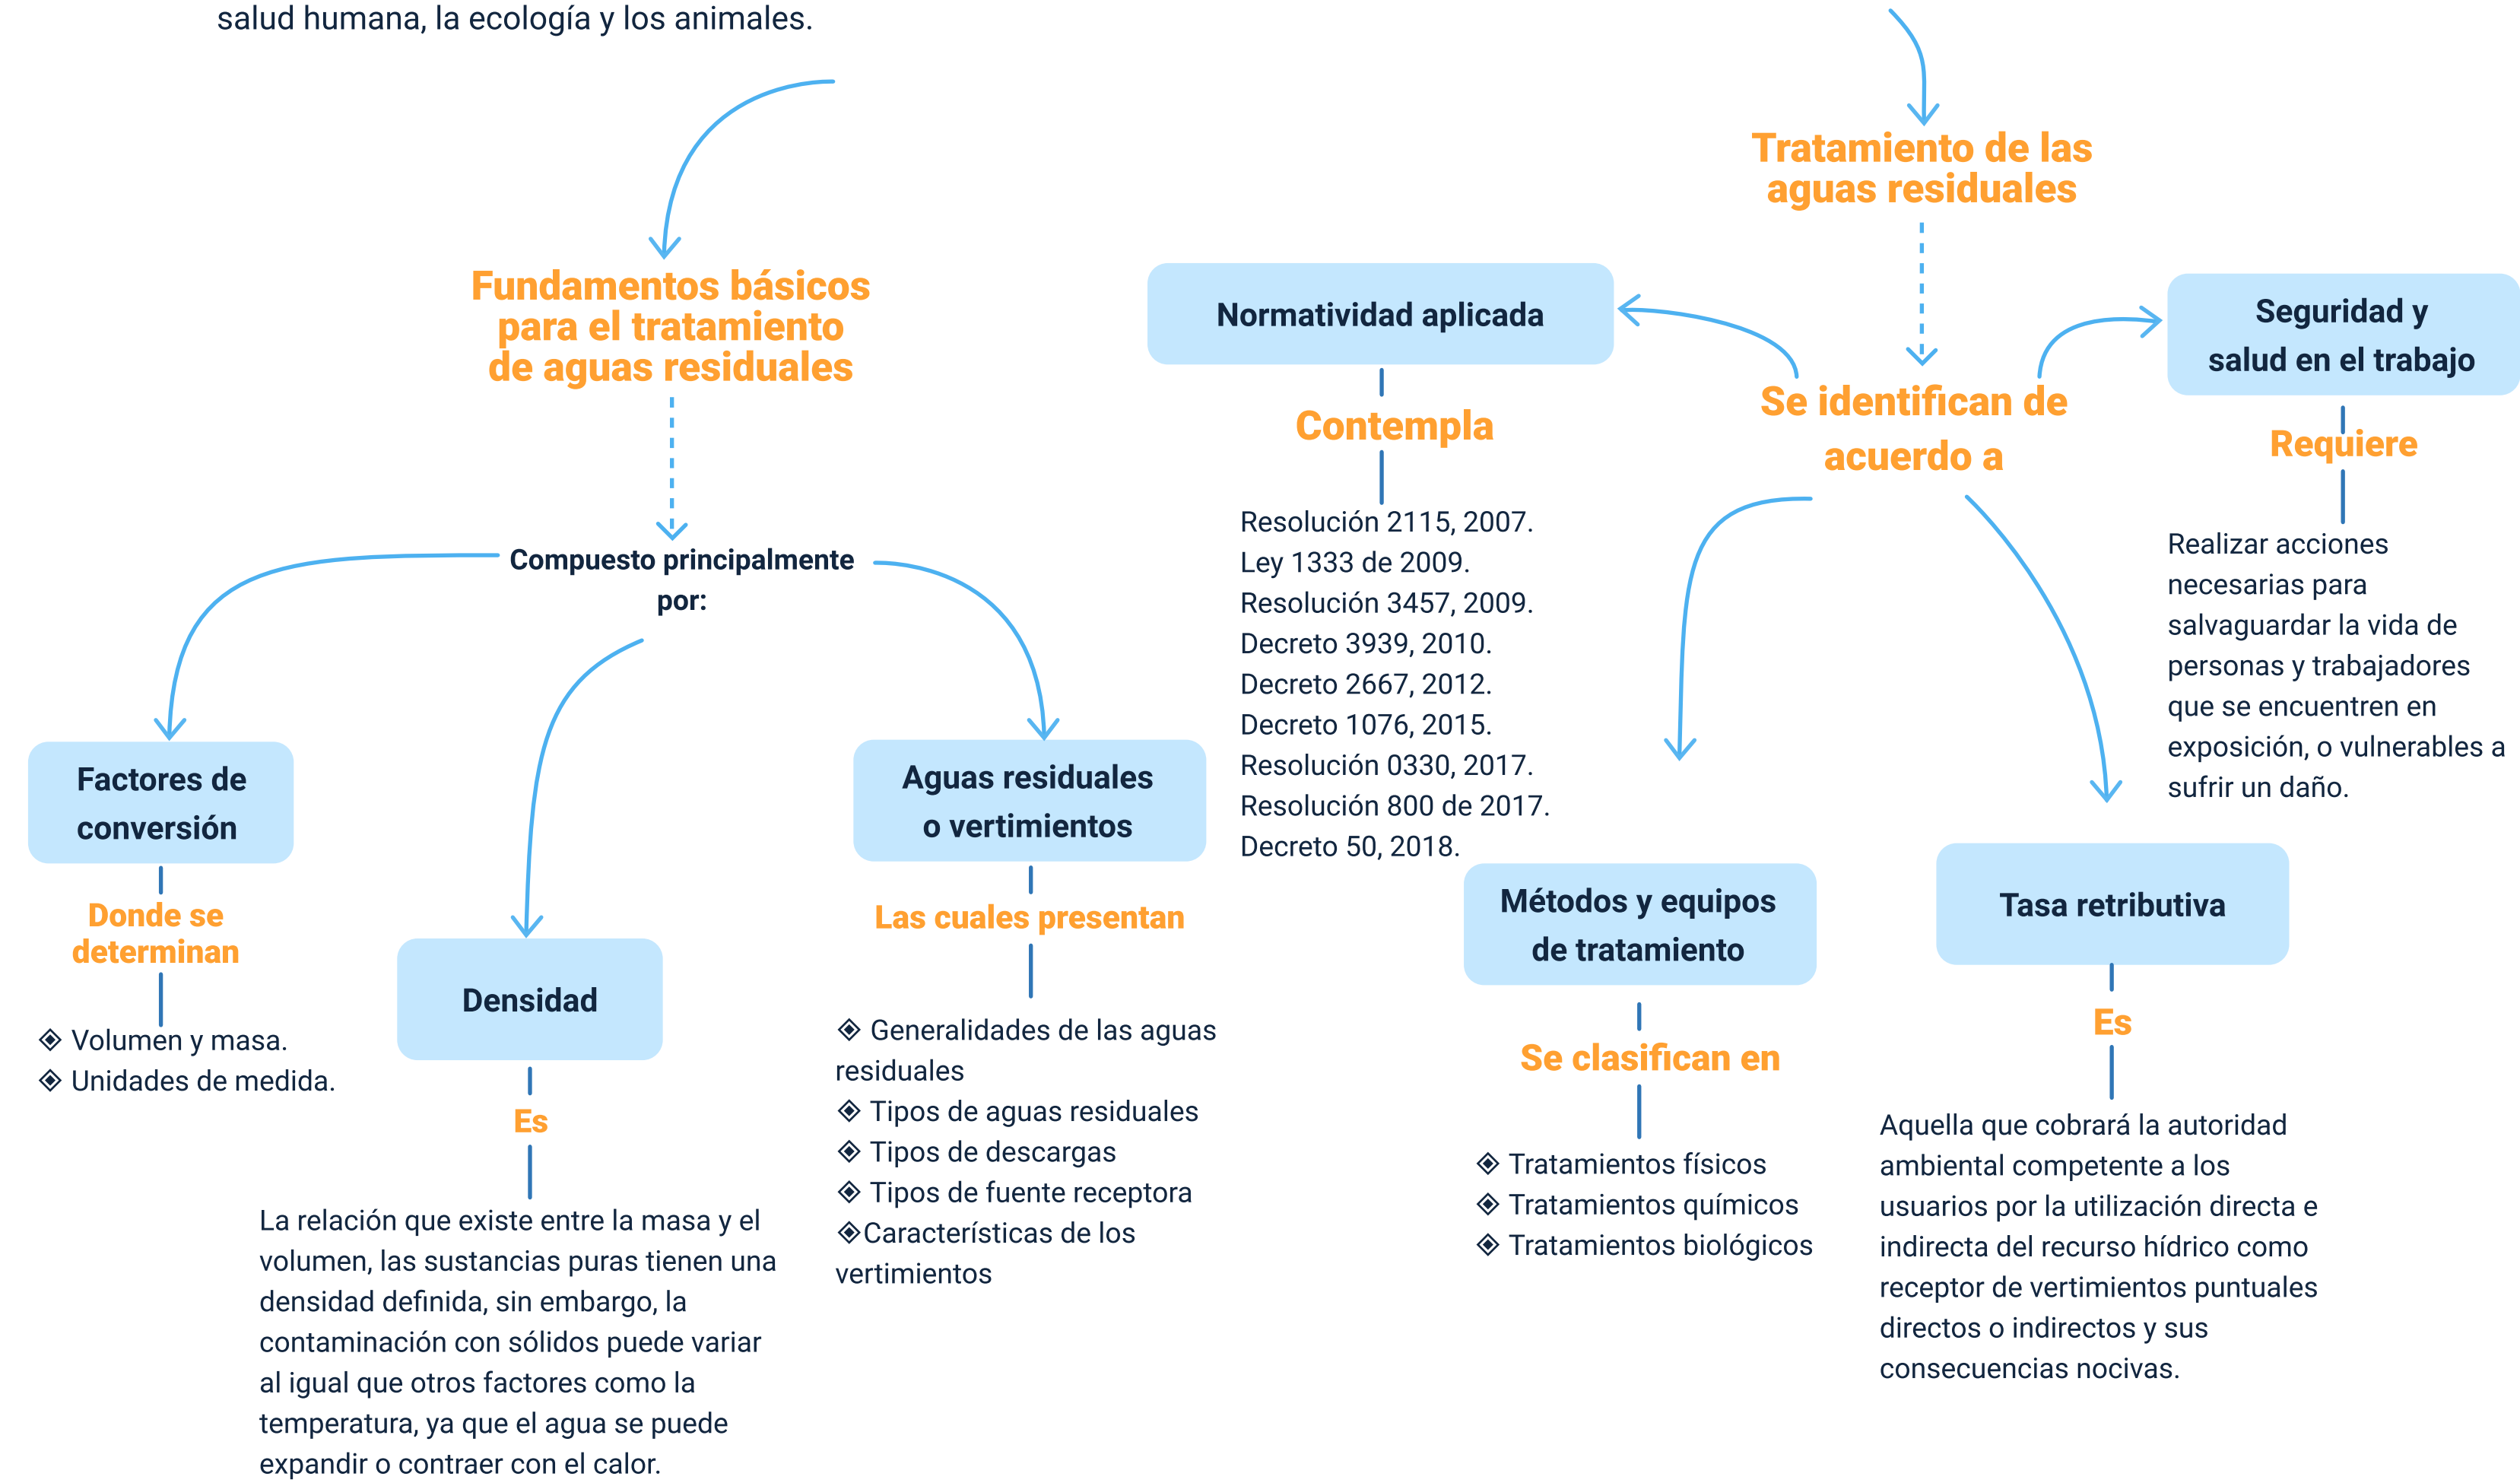 salud humana, la ecología y los animales.
Fundamentos básicos
para el tratamiento
de aguas residuales
Compuesto principalmente
por:
Factores de
conversión
Donde se
determinan
◈ Volumen y masa.
◈ Unidades de medida.
Densidad
Es
La relación que existe entre la masa y el
volumen, las sustancias puras tienen una
densidad definida, sin embargo, la
contaminación con sólidos puede variar
al igual que otros factores como la
temperatura, ya que el agua se puede
expandir o contraer con el calor.
Aguas residuales
o vertimientos
Las cuales presentan
◈ Generalidades de las aguas
residuales
◈ Tipos de aguas residuales
◈ Tipos de descargas
◈ Tipos de fuente receptora
◈Características de los
vertimientos
Tratamiento de las
aguas residuales
Se identifican de
acuerdo a
Normatividad aplicada
Contempla
Resolución 2115, 2007.
Ley 1333 de 2009.
Resolución 3457, 2009.
Decreto 3939, 2010.
Decreto 2667, 2012.
Decreto 1076, 2015.
Resolución 0330, 2017.
Resolución 800 de 2017.
Decreto 50, 2018.
Métodos y equipos
de tratamiento
Se clasifican en
◈ Tratamientos físicos
◈ Tratamientos químicos
◈ Tratamientos biológicos
Tasa retributiva
Es
Aquella que cobrará la autoridad
ambiental competente a los
usuarios por la utilización directa e
indirecta del recurso hídrico como
receptor de vertimientos puntuales
directos o indirectos y sus
consecuencias nocivas.
Seguridad y
salud en el trabajo
Requiere
Realizar acciones
necesarias para
salvaguardar la vida de
personas y trabajadores
que se encuentren en
exposición, o vulnerables a
sufrir un daño.